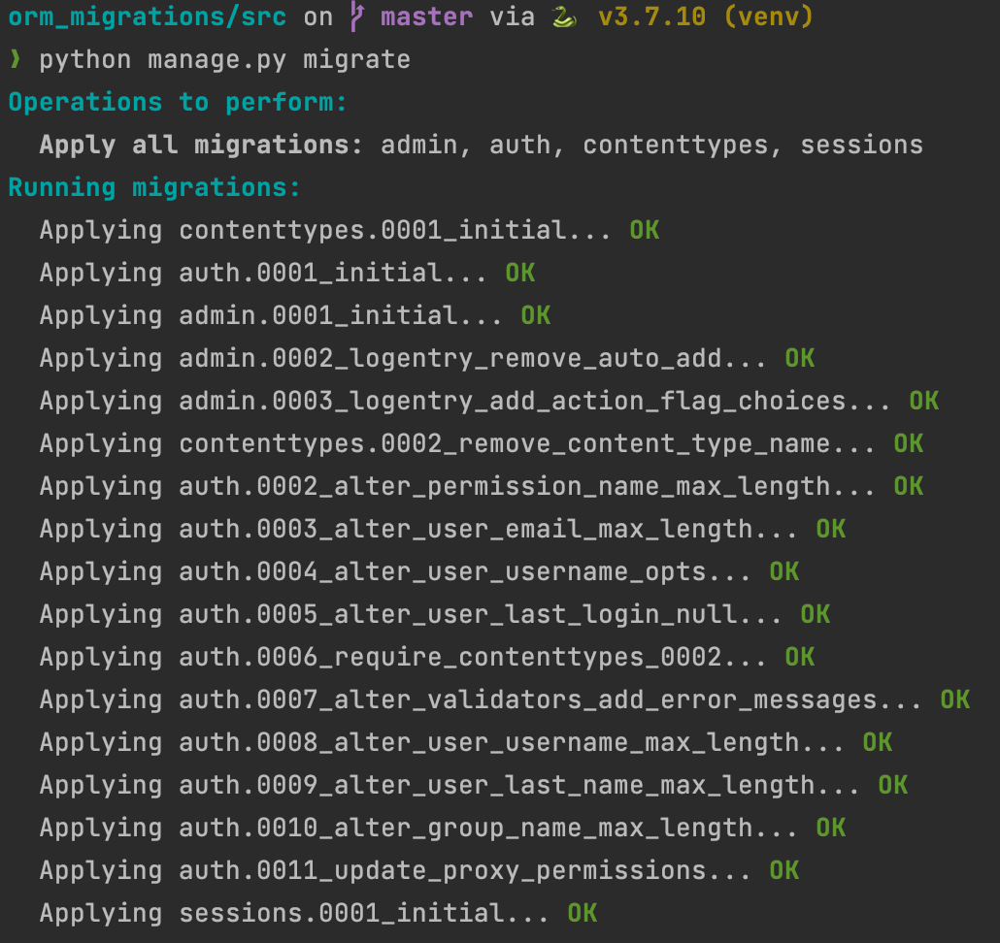 orm_migrations/src on master via 🐍 v3.7.10 (venv)
❱ python manage.py migrate
Operations to perform:
  Apply all migrations: admin, auth, contenttypes, sessions
Running migrations:
  Applying contenttypes.0001_initial... OK
  Applying auth.0001_initial... OK
  Applying admin.0001_initial... OK
  Applying admin.0002_logentry_remove_auto_add... OK
  Applying admin.0003_logentry_add_action_flag_choices... OK
  Applying contenttypes.0002_remove_content_type_name... OK
  Applying auth.0002_alter_permission_name_max_length... OK
  Applying auth.0003_alter_user_email_max_length... OK
  Applying auth.0004_alter_user_username_opts... OK
  Applying auth.0005_alter_user_last_login_null... OK
  Applying auth.0006_require_contenttypes_0002... OK
  Applying auth.0007_alter_validators_add_error_messages... OK
  Applying auth.0008_alter_user_username_max_length... OK
  Applying auth.0009_alter_user_last_name_max_length... OK
  Applying auth.0010_alter_group_name_max_length... OK
  Applying auth.0011_update_proxy_permissions... OK
  Applying sessions.0001_initial... OK